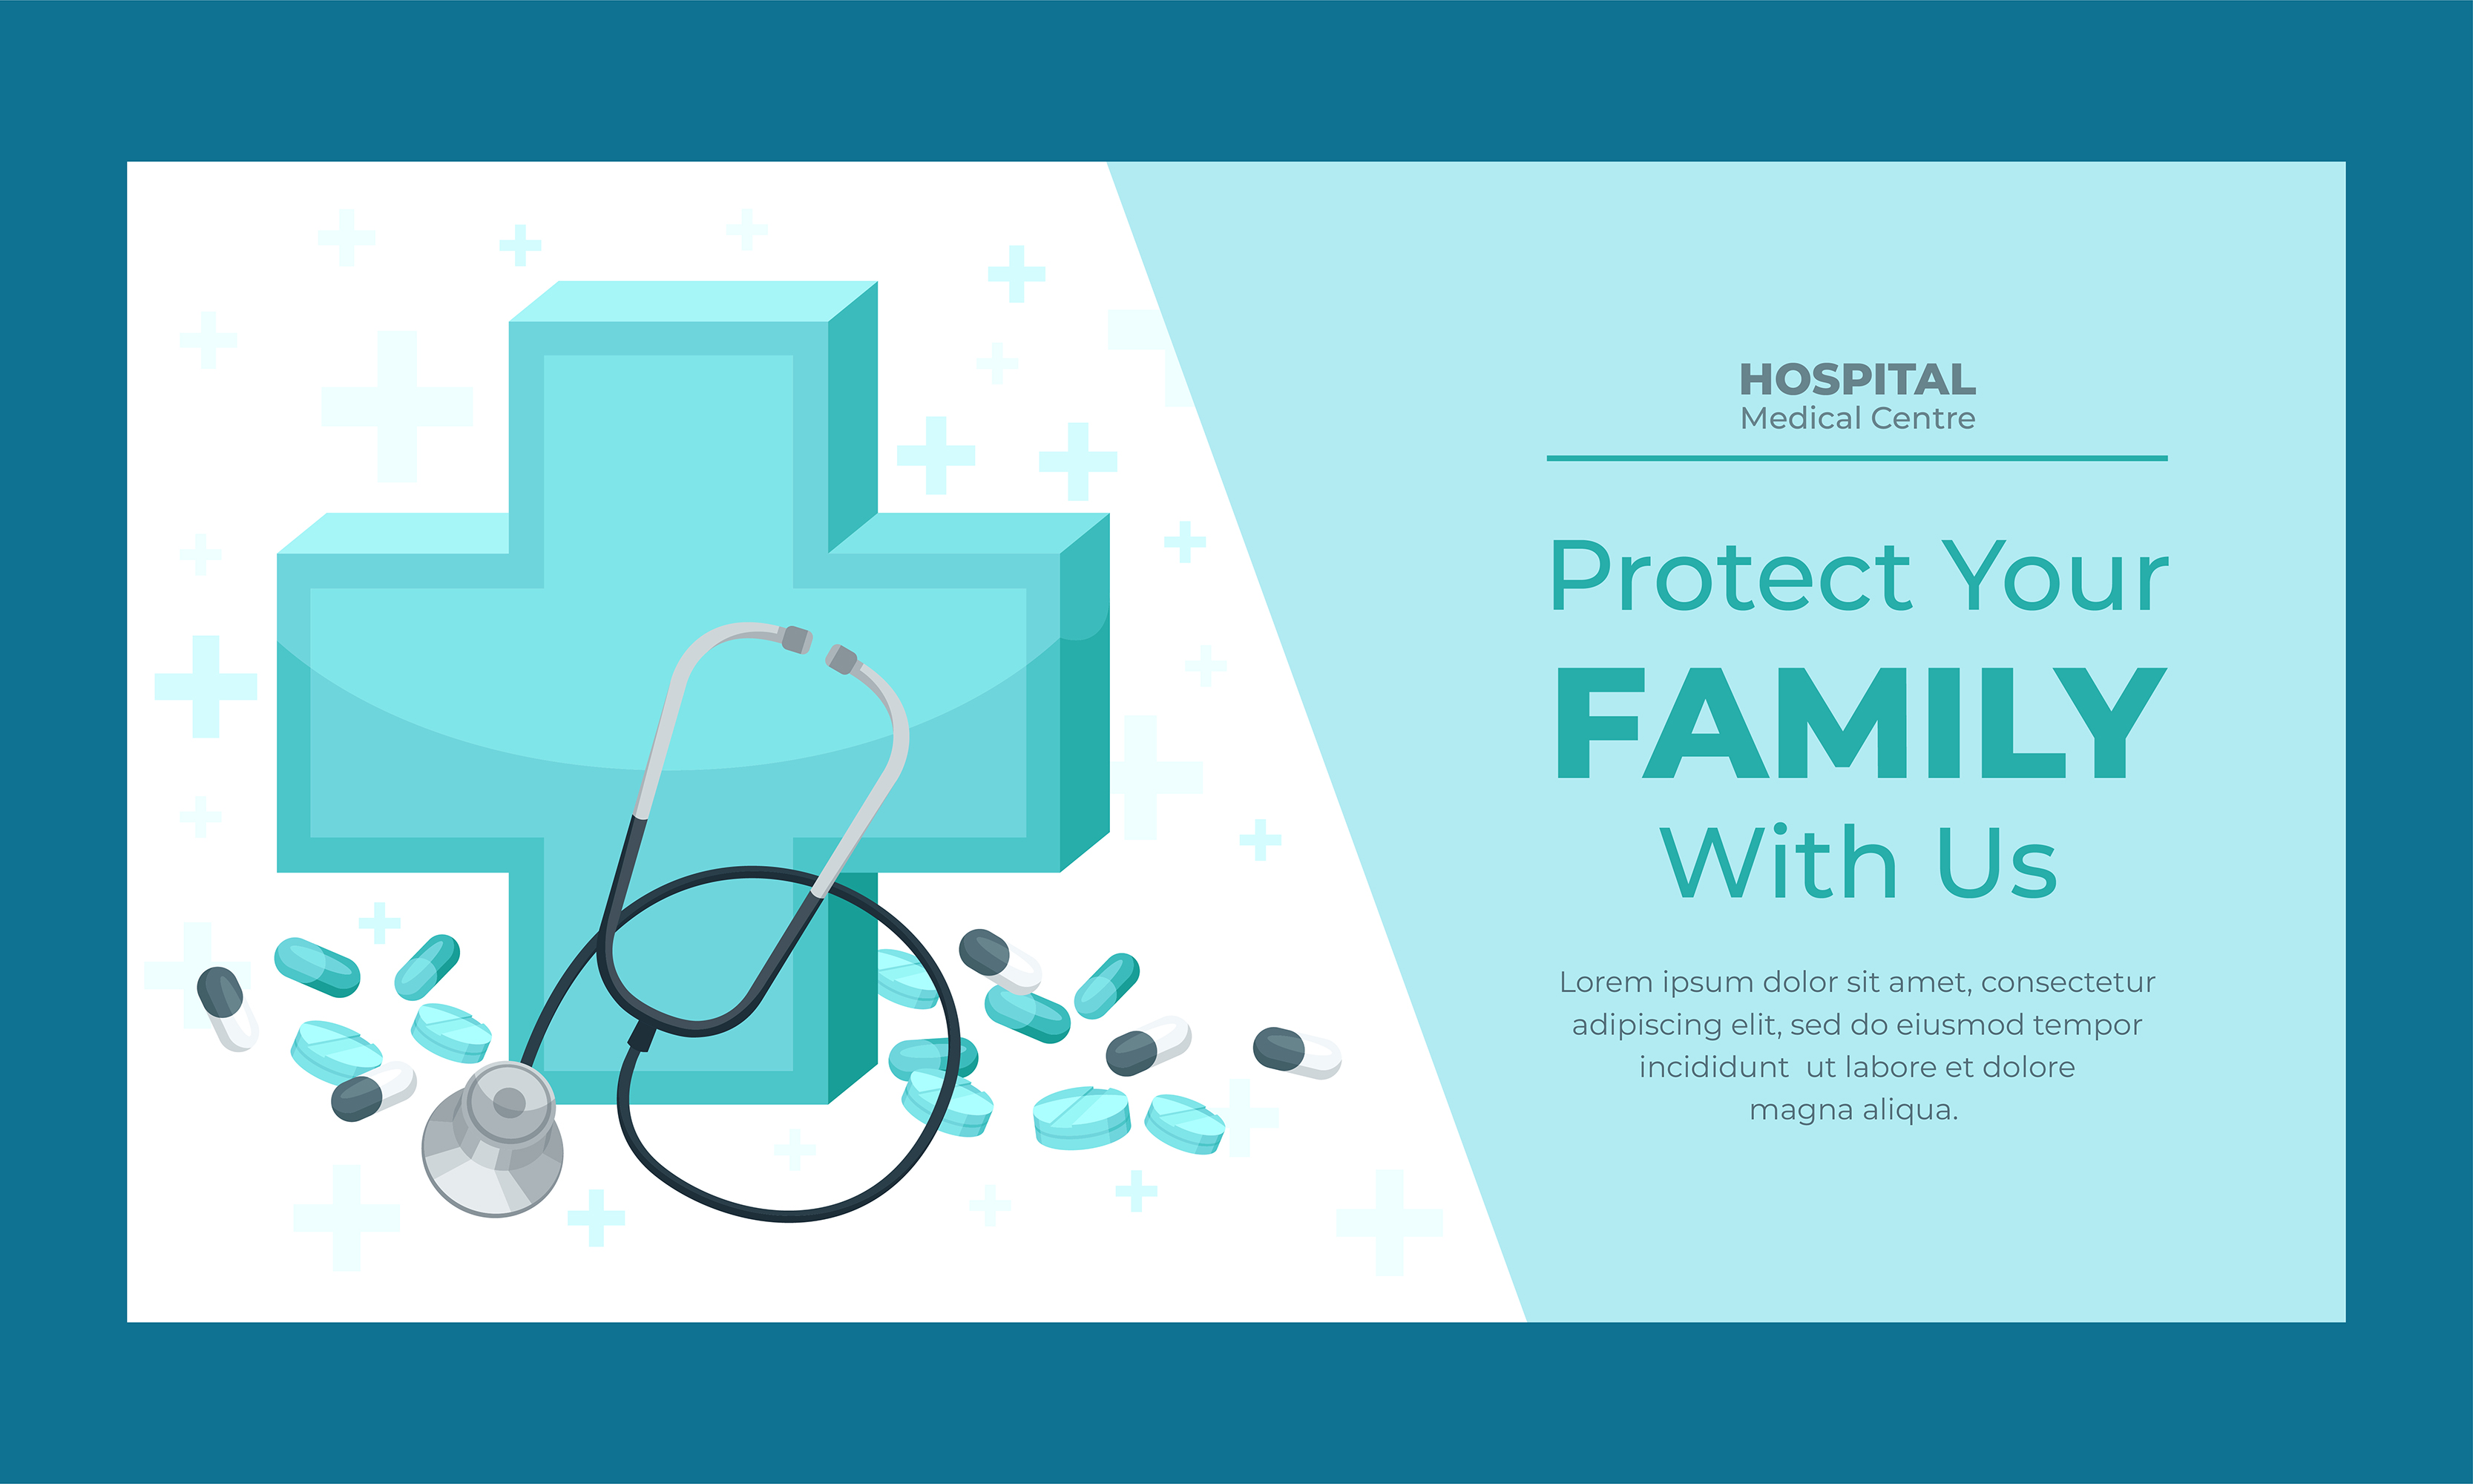 HOSPITAL
Medical Centre
Protect Your
FAMILY
With Us
Lorem ipsum dolor sit amet, consectetur
adipiscing elit, sed do eiusmod tempor
incididunt  ut labore et dolore
magna aliqua.